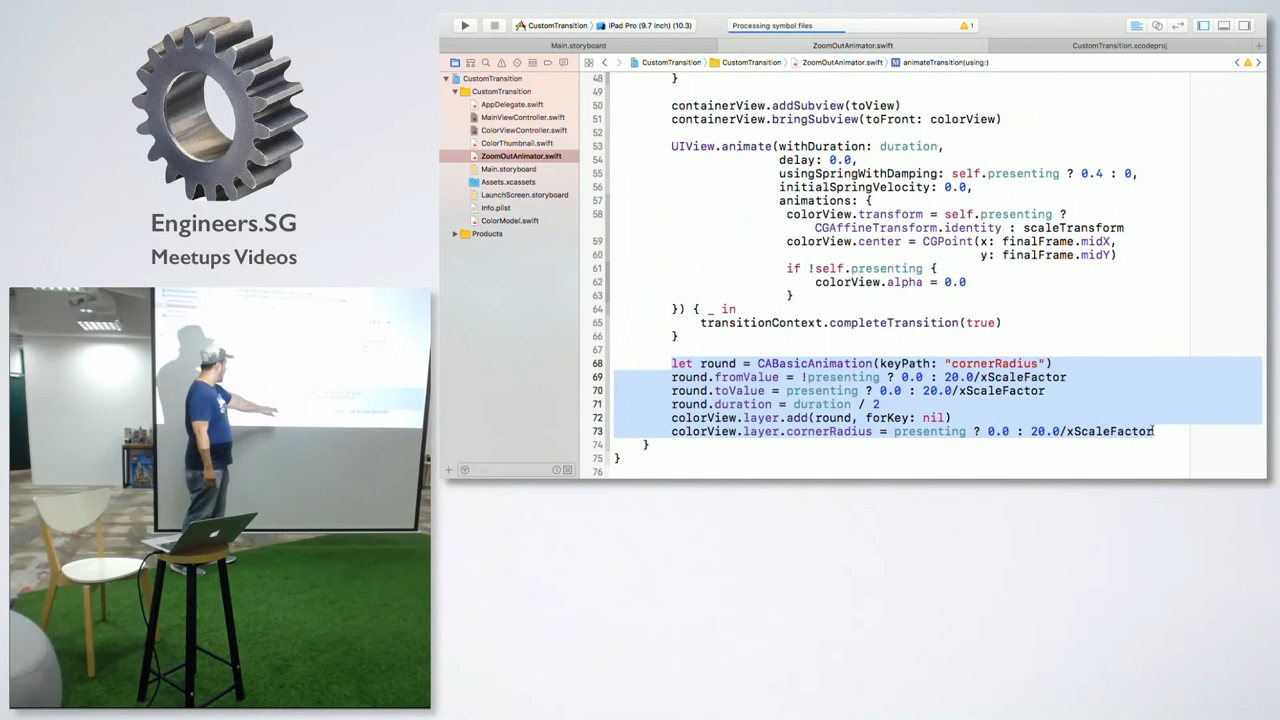 Engineers.SG
Meetups Videos
CustomTransition
iPad Pro (9.7 inch) (10.3)
Processing symbol files
1
Main.storyboard
ZoomOutAnimator.swift
CustomTransition.xcodeproj
CustomTransition
CustomTransition
ZoomOutAnimator.swift
M animateTransition(using:)
CustomTransition
CustomTransition
AppDelegate.swift
MainViewController.swift
ColorViewController.swift
ColorThumbnail.swift
ZoomOutAnimator.swift
Main.storyboard
Assets.xcassets
LaunchScreen.storyboard
Info.plist
ColorModel.swift
Products
48 }
49
50 containerView.addSubview(toView)
51 containerView.bringSubview(toFront: colorView)
52
53 UIView.animate(withDuration: duration,
54 delay: 0.0,
55 usingSpringWithDamping: self.presenting ? 0.4 : 0,
56 initialSpringVelocity: 0.0,
57 animations: {
58 colorView.transform = self.presenting ?
CGAffineTransform.identity : scaleTransform
59 colorView.center = CGPoint(x: finalFrame.midX,
60 y: finalFrame.midY)
61 if !self.presenting {
62 colorView.alpha = 0.0
63 }
64 }) { _ in
65 transitionContext.completeTransition(true)
66 }
67
68 let round = CABasicAnimation(keyPath: "cornerRadius")
69 round.fromValue = !presenting ? 0.0 : 20.0/xScaleFactor
70 round.toValue = presenting ? 0.0 : 20.0/xScaleFactor
71 round.duration = duration / 2
72 colorView.layer.add(round, forKey: nil)
73 colorView.layer.cornerRadius = presenting ? 0.0 : 20.0/xScaleFactor
74 }
75 }
76